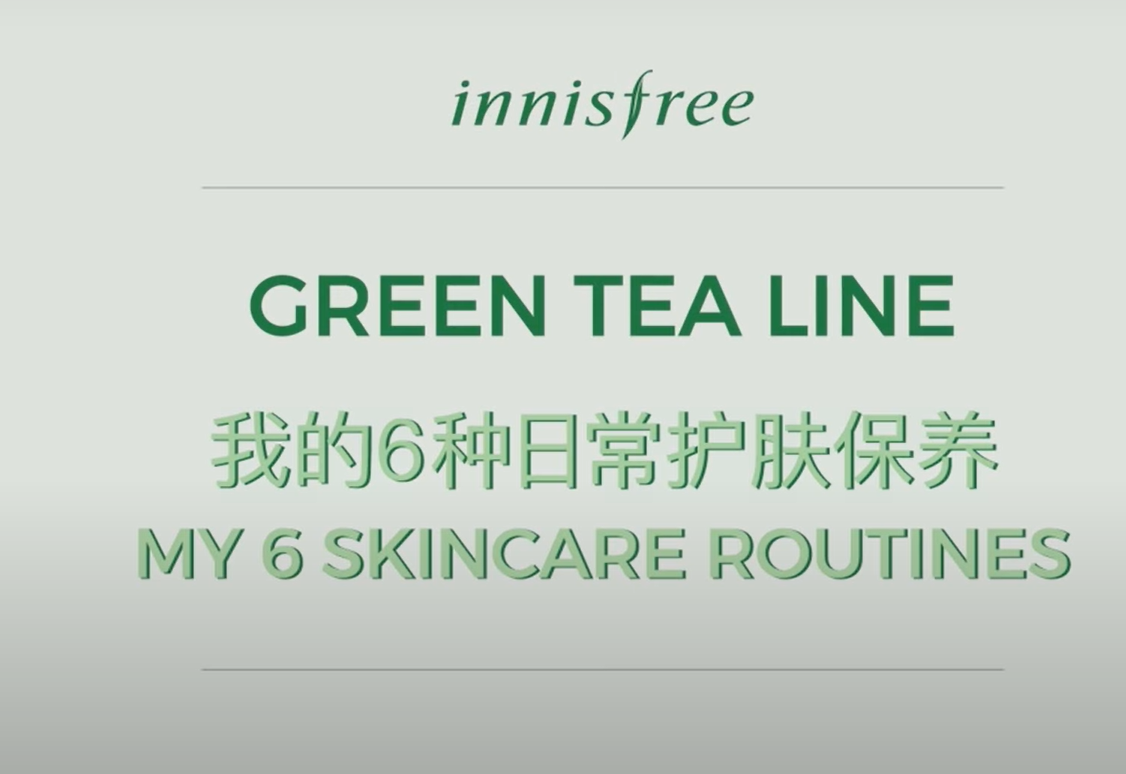 innisfree
GREEN TEA LINE
我的6种日常护肤保养
MY 6 SKINCARE ROUTINES